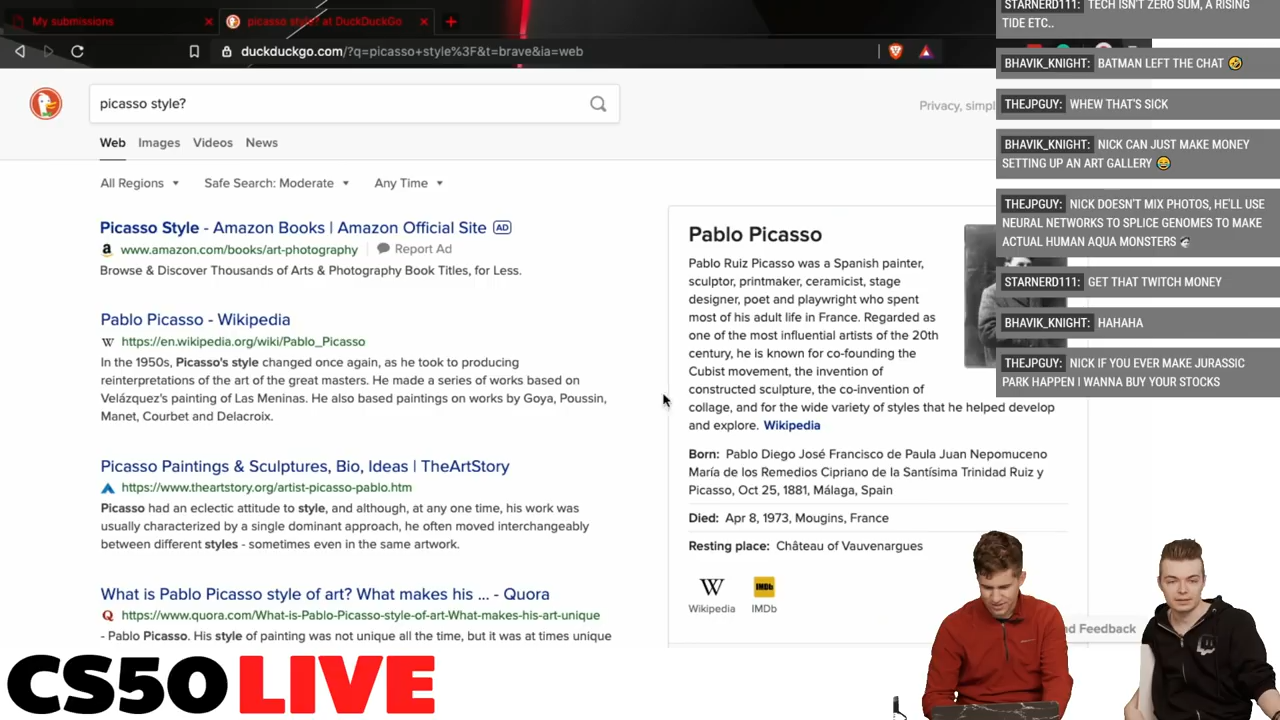 My submissions
picasso style? at DuckDuckGo
duckduckgo.com/?q=picasso+style%3F&t=brave&ia=web
picasso style?
Privacy, simpl
Web Images Videos News
All Regions Safe Search: Moderate Any Time
Picasso Style - Amazon Books | Amazon Official Site AD
www.amazon.com/books/art-photography Report Ad
Browse & Discover Thousands of Arts & Photography Book Titles, for Less.
Pablo Picasso - Wikipedia
W https://en.wikipedia.org/wiki/Pablo_Picasso
In the 1950s, Picasso's style changed once again, as he took to producing
reinterpretations of the art of the great masters. He made a series of works based on
Velázquez's painting of Las Meninas. He also based paintings on works by Goya, Poussin,
Manet, Courbet and Delacroix.
Picasso Paintings & Sculptures, Bio, Ideas | TheArtStory
https://www.theartstory.org/artist-picasso-pablo.htm
Picasso had an eclectic attitude to style, and although, at any one time, his work was
usually characterized by a single dominant approach, he often moved interchangeably
between different styles - sometimes even in the same artwork.
What is Pablo Picasso style of art? What makes his ... - Quora
Q https://www.quora.com/What-is-Pablo-Picasso-style-of-art-What-makes-his-art-unique
- Pablo Picasso. His style of painting was not unique all the time, but it was at times unique
Pablo Picasso
Pablo Ruiz Picasso was a Spanish painter,
sculptor, printmaker, ceramicist, stage
designer, poet and playwright who spent
most of his adult life in France. Regarded as
one of the most influential artists of the 20th
century, he is known for co-founding the
Cubist movement, the invention of
constructed sculpture, the co-invention of
collage, and for the wide variety of styles that he helped develop
and explore. Wikipedia
Born: Pablo Diego José Francisco de Paula Juan Nepomuceno
María de los Remedios Cipriano de la Santísima Trinidad Ruiz y
Picasso, Oct 25, 1881, Málaga, Spain
Died: Apr 8, 1973, Mougins, France
Resting place: Château of Vauvenargues
W IMDb
Wikipedia IMDb
nd Feedback
STARNERD111: TECH ISN'T ZERO SUM, A RISING
TIDE ETC..
BHAVIK_KNIGHT: BATMAN LEFT THE CHAT 🤣
THEJPGUY: WHEW THAT'S SICK
BHAVIK_KNIGHT: NICK CAN JUST MAKE MONEY
SETTING UP AN ART GALLERY 😂
THEJPGUY: NICK DOESN'T MIX PHOTOS, HE'LL USE
NEURAL NETWORKS TO SPLICE GENOMES TO MAKE
ACTUAL HUMAN AQUA MONSTERS
STARNERD111: GET THAT TWITCH MONEY
BHAVIK_KNIGHT: HAHAHA
THEJPGUY: NICK IF YOU EVER MAKE JURASSIC
PARK HAPPEN I WANNA BUY YOUR STOCKS
CS50 LIVE